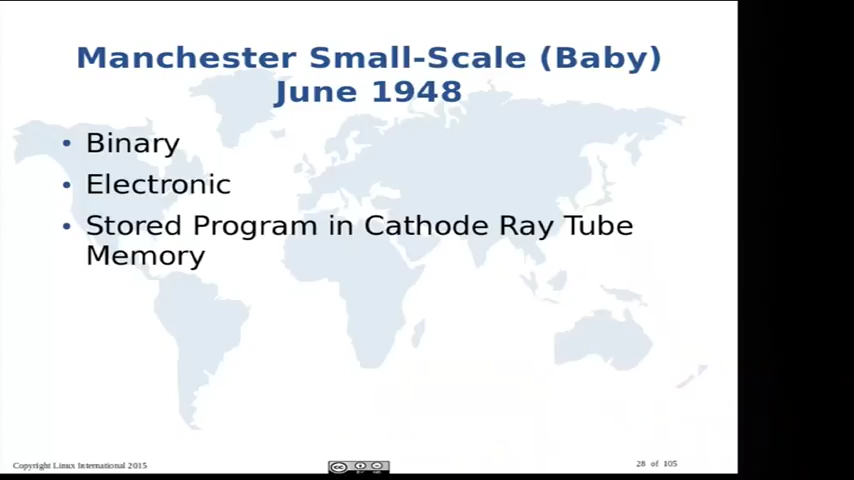 Manchester Small-Scale (Baby)
June 1948
• Binary
• Electronic
• Stored Program in Cathode Ray Tube
Memory
Copyright Linux International 2015
28 of 105